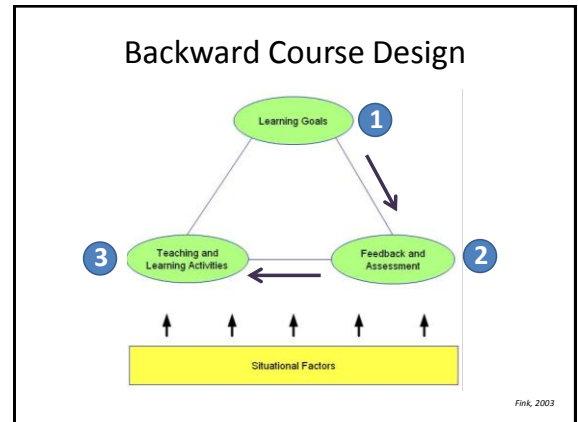 Backward Course Design
Learning Goals
1
3
Teaching and
Learning Activities
Feedback and
Assessment
2
Situational Factors
Fink, 2003